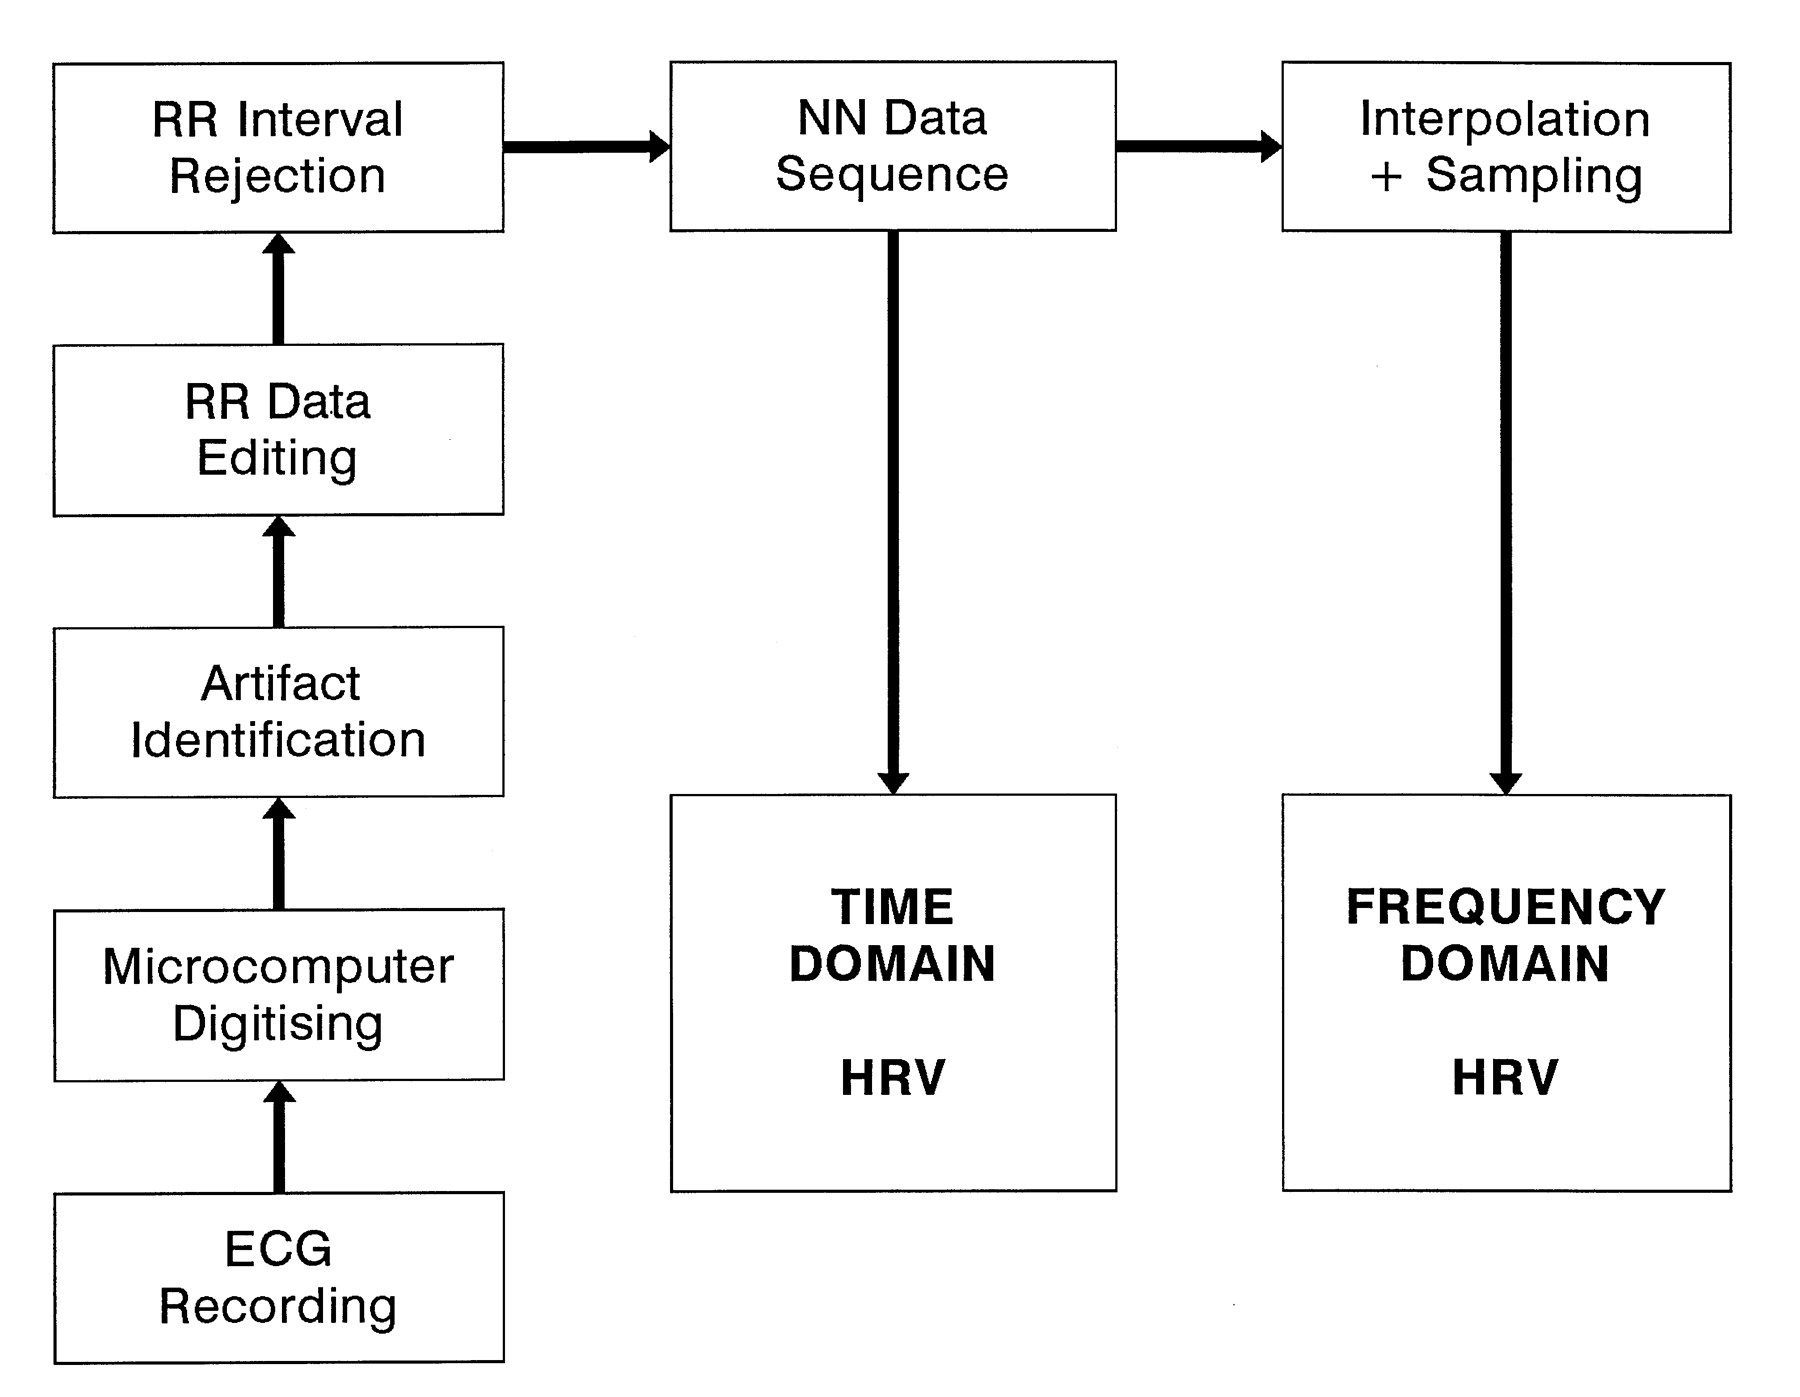 RR Interval
Rejection
NN Data
Sequence
Interpolation
+ Sampling
RR Data
Editing
Artifact
Identification
Microcomputer
Digitising
ECG
Recording
TIME
DOMAIN
HRV
FREQUENCY
DOMAIN
HRV